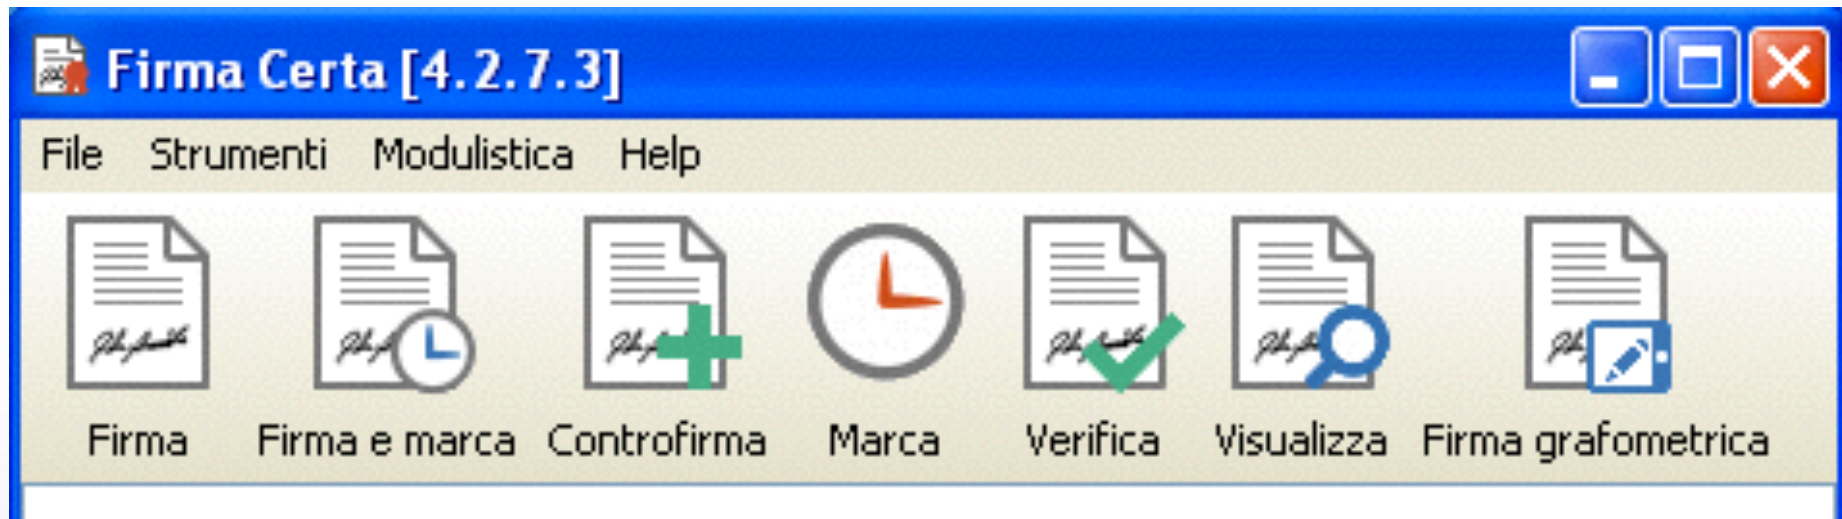 Firma Certa [4.2.7.3]
File Strumenti Modulistica Help
Firma Firma e marca Controfirma Marca Verifica Visualizza Firma grafometrica